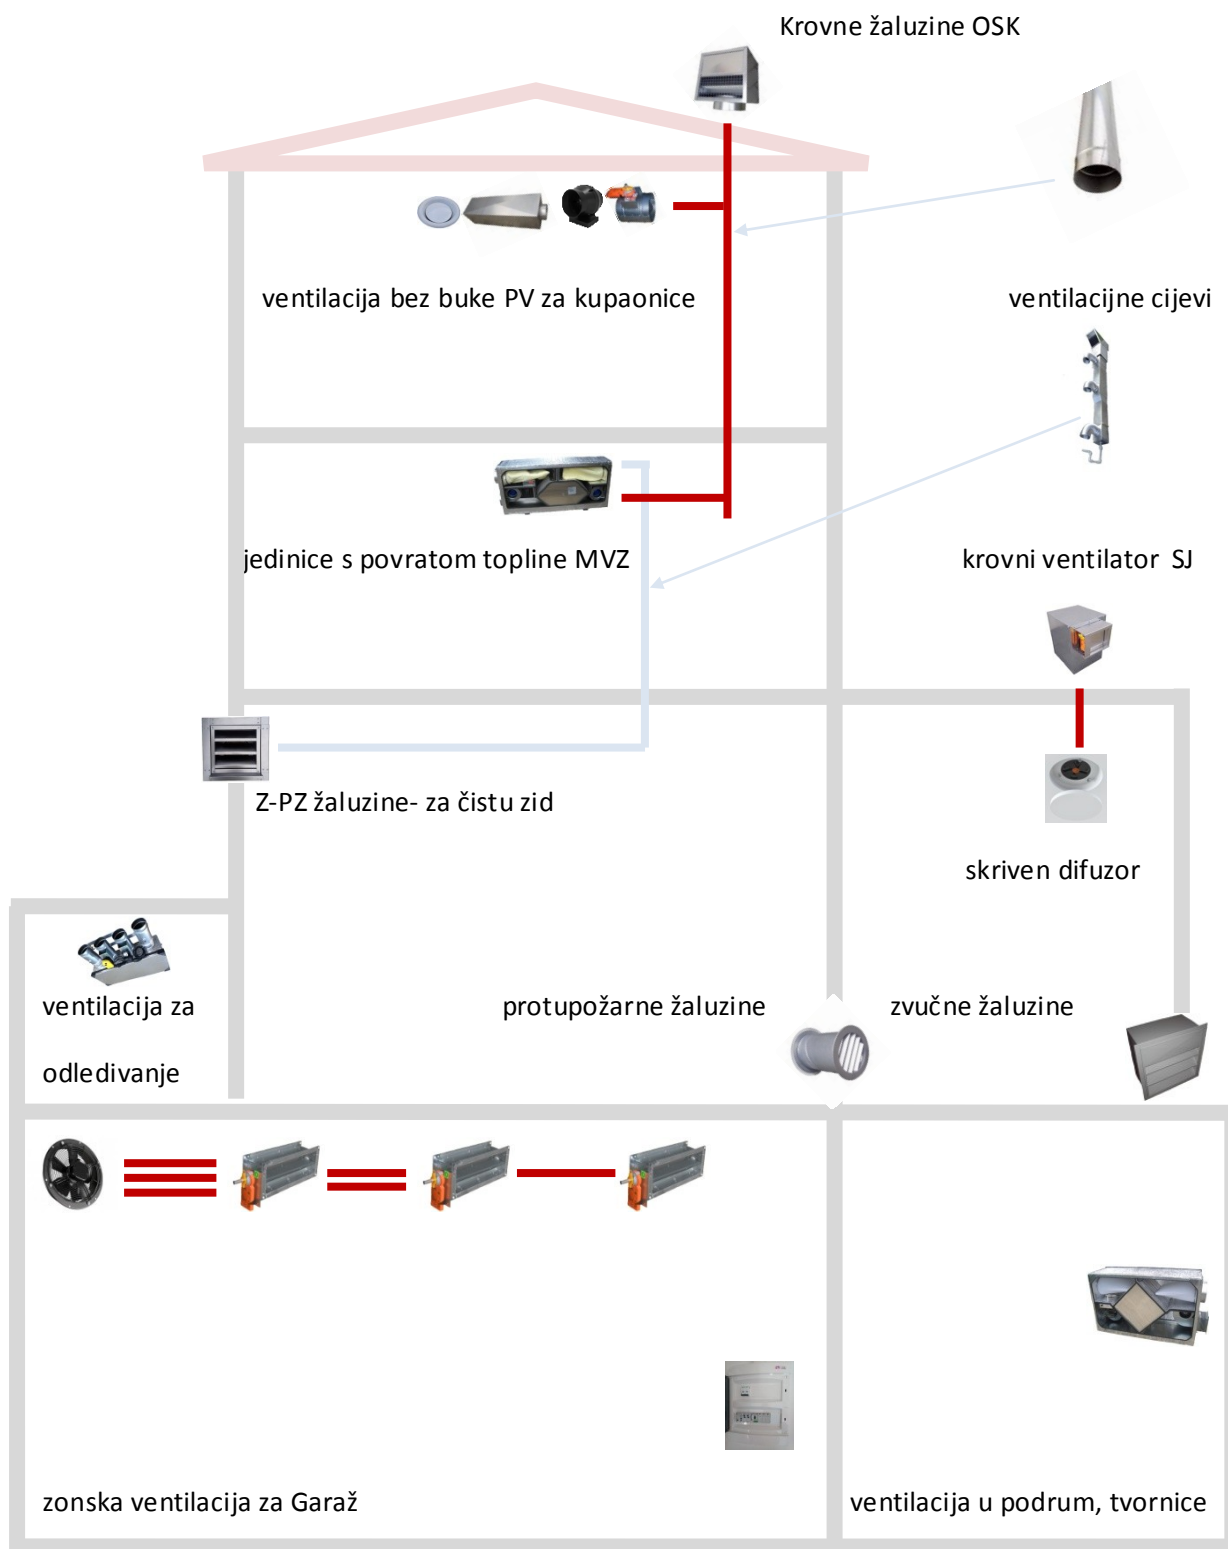 Krovne žaluzine OSK
ventilacija bez buke PV za kupaonice
ventilacijne cijevi
jedinice s povratom topline MVZ
krovni ventilator SJ
Z-PZ žaluzine- za čistu zid
skriven difuzor
ventilacija za
odledivanje
protupožarne žaluzine
zvučne žaluzine
zonska ventilacija za Garaž
ventilacija u podrum, tvornice